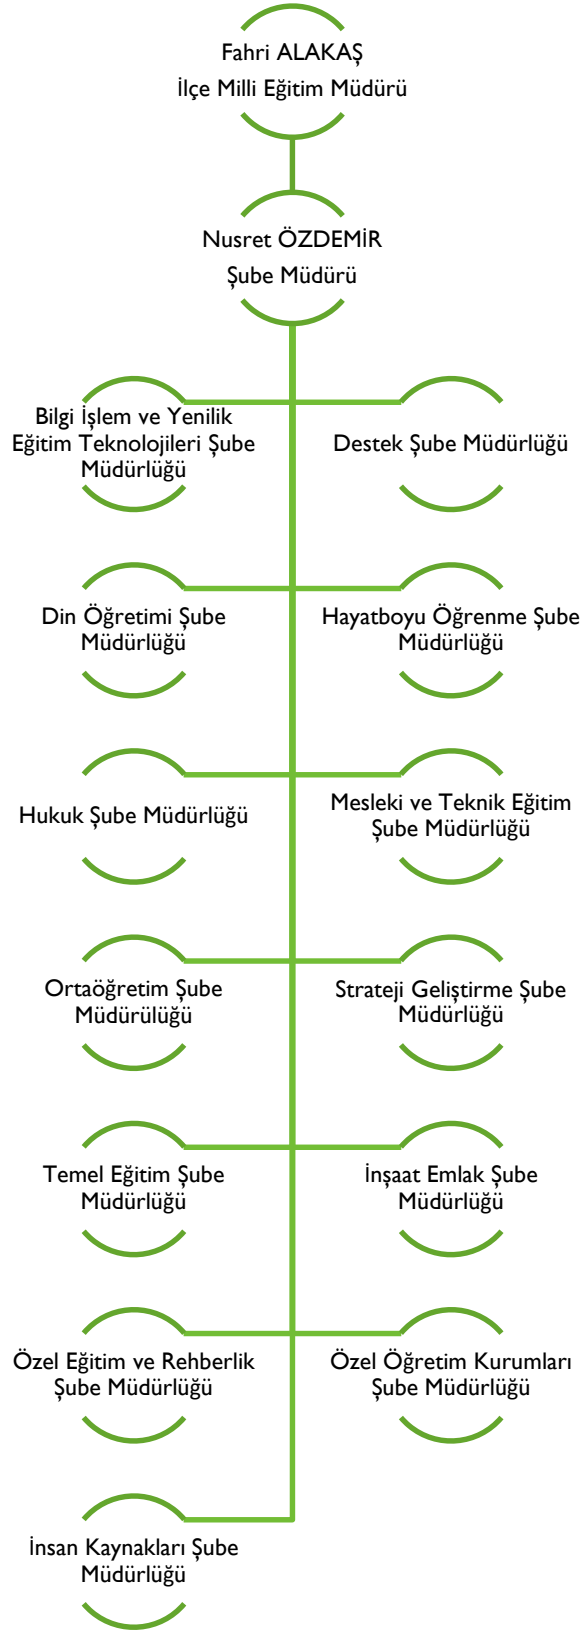 Fahri ALAKAŞ
İlçe Milli Eğitim Müdürü
Nusret ÖZDEMİR
Şube Müdürü
Bilgi İşlem ve Yenilik
Eğitim Teknolojileri Şube
Müdürlüğü
Destek Şube Müdürlüğü
Din Öğretimi Şube
Müdürlüğü
Hayatboyu Öğrenme Şube
Müdürlüğü
Hukuk Şube Müdürlüğü
Mesleki ve Teknik Eğitim
Şube Müdürlüğü
Ortaöğretim Şube
Müdürülüğü
Strateji Geliştirme Şube
Müdürlüğü
Temel Eğitim Şube
Müdürlüğü
İnşaat Emlak Şube
Müdürlüğü
Özel Eğitim ve Rehberlik
Şube Müdürlüğü
Özel Öğretim Kurumları
Şube Müdürlüğü
İnsan Kaynakları Şube
Müdürlüğü